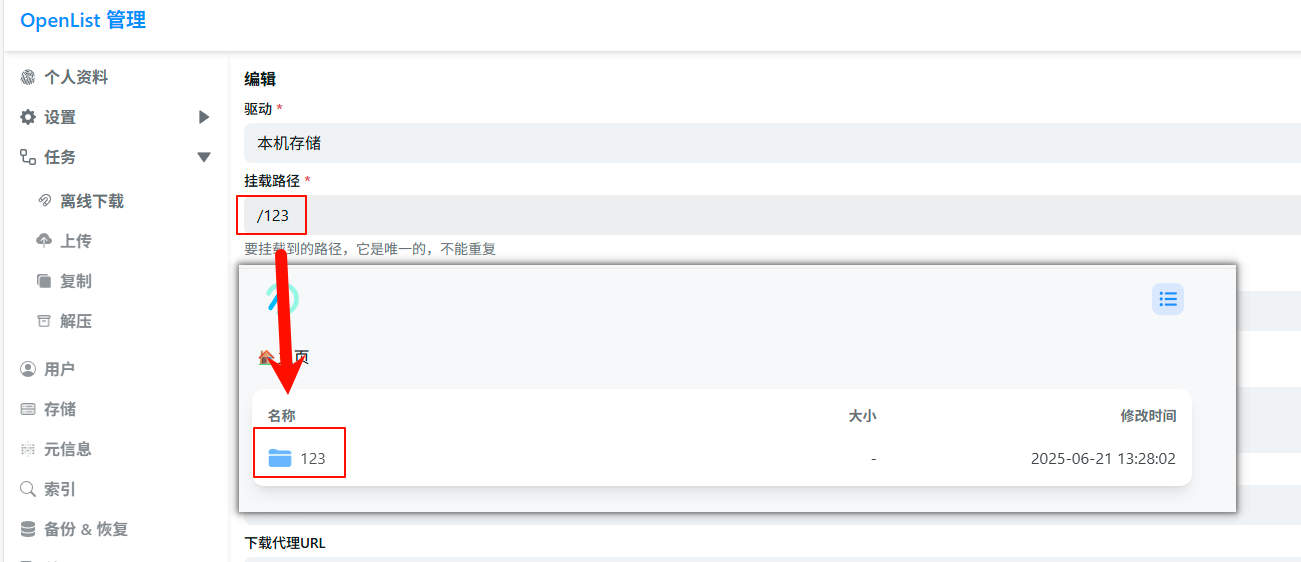 OpenList 管理
个人资料
设置
任务
离线下载
上传
复制
解压
用户
存储
元信息
索引
备份 & 恢复
编辑
驱动 *
本机存储
挂载路径 *
/123
要挂载到的路径，它是唯一的，不能重复
页
名称 大小 修改时间
123 - 2025-06-21 13:28:02
下载代理URL